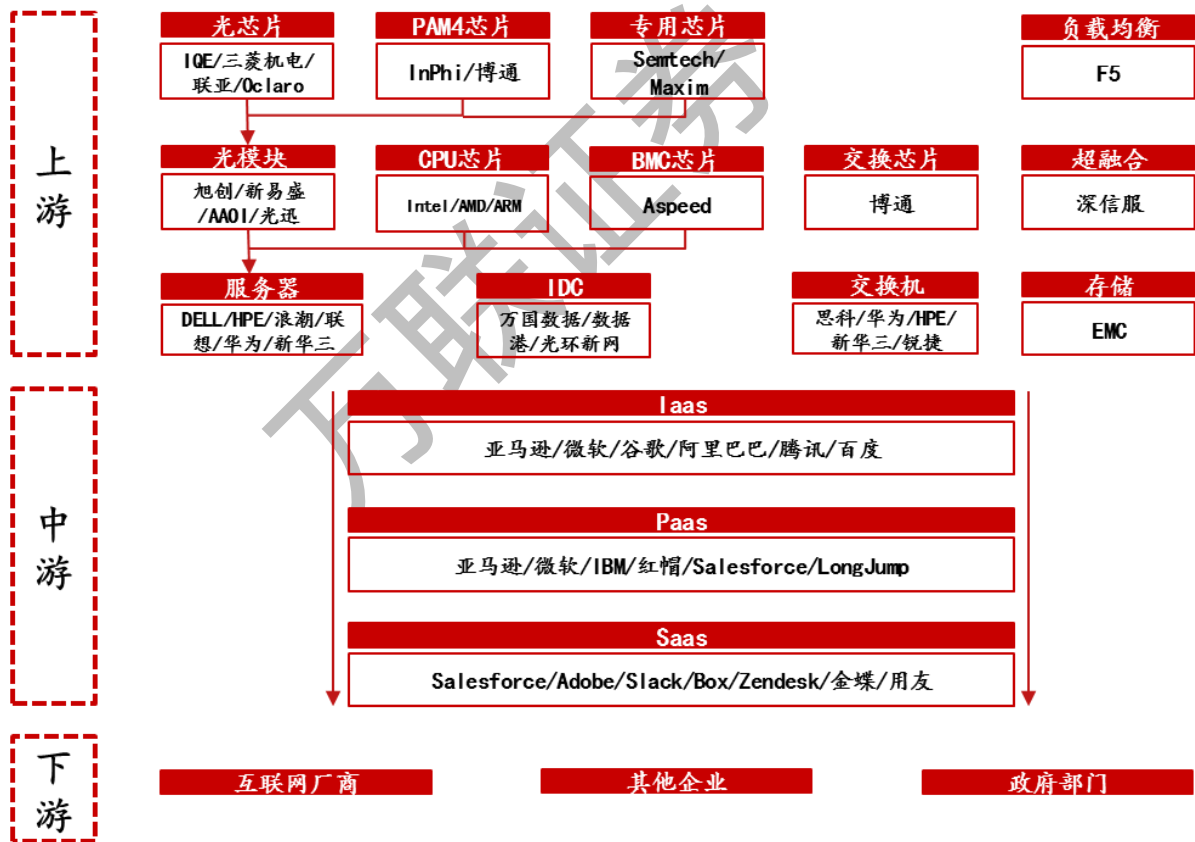 上游
光芯片
IQE/三菱机电/
联亚/Oclaro
PAM4芯片
InPhi/博通
专用芯片
Semtech/
Maxim
负载均衡
F5
光模块
旭创/新易盛
/AAOI/光迅
CPU芯片
Intel/AMD/ARM
BMC芯片
Aspeed
交换芯片
博通
超融合
深信服
服务器
DELL/HPE/浪潮/联
想/华为/新华三
IDC
万国数据/数据
港/光环新网
交换机
思科/华为/HPE/
新华三/锐捷
存储
EMC
中游
Iaas
亚马逊/微软/谷歌/阿里巴巴/腾讯/百度
Paas
亚马逊/微软/IBM/红帽/Salesforce/LongJump
Saas
Salesforce/Adobe/Slack/Box/Zendesk/金蝶/用友
下游
互联网厂商
其他企业
政府部门
万联证券